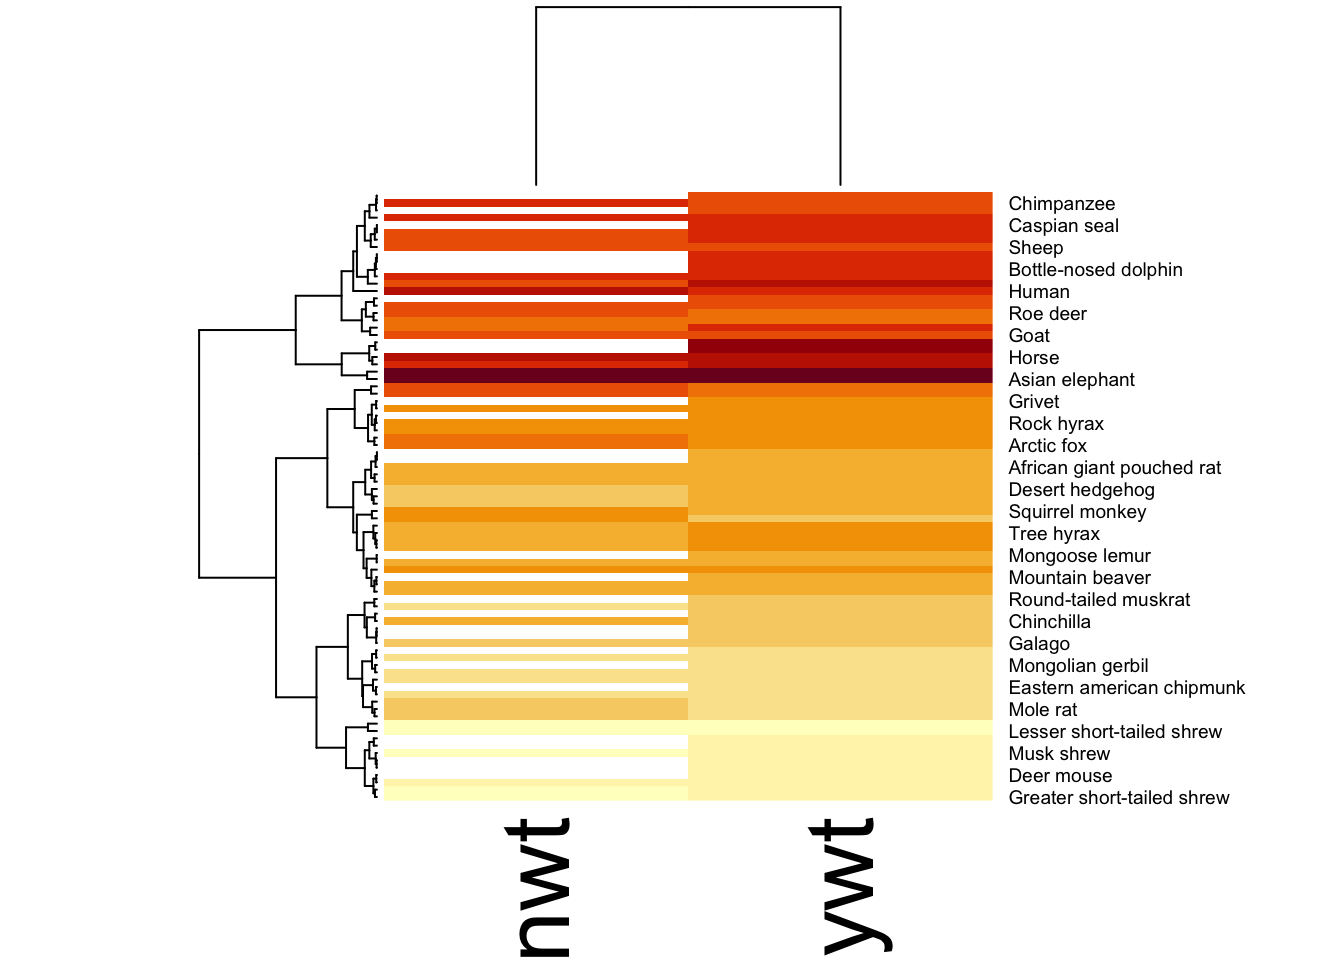 Chimpanzee
Caspian seal
Sheep
Bottle-nosed dolphin
Human
Roe deer
Goat
Horse
Asian elephant
Grivet
Rock hyrax
Arctic fox
African giant pouched rat
Desert hedgehog
Squirrel monkey
Tree hyrax
Mongoose lemur
Mountain beaver
Round-tailed muskrat
Chinchilla
Galago
Mongolian gerbil
Eastern american chipmunk
Mole rat
Lesser short-tailed shrew
Musk shrew
Deer mouse
Greater short-tailed shrew
nwt
ywt